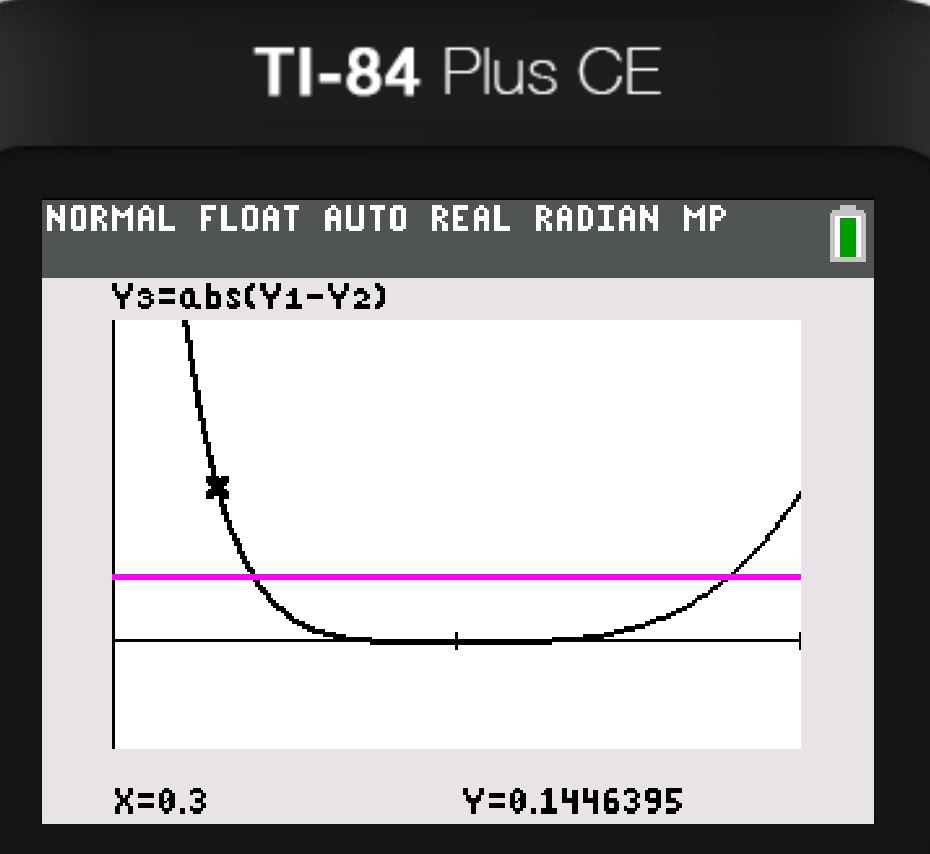 TI-84 Plus CE
NORMAL FLOAT AUTO REAL RADIAN MP
Y3=abs(Y1-Y2)
X=0.3 Y=0.1446395